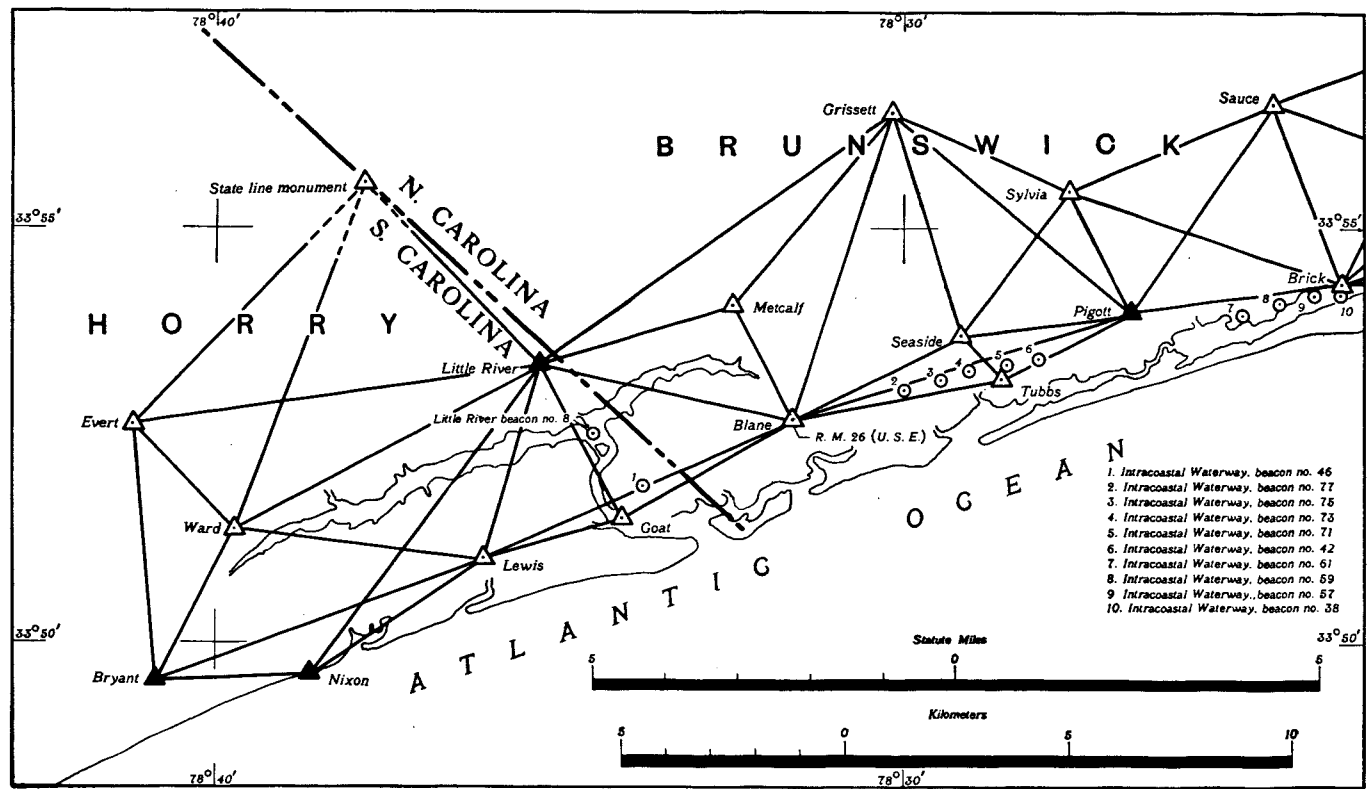 78°40′
78°30′
Grissett
Sauce
BRUNSWICK
State line monument
N. CAROLINA
S. CAROLINA
Sylvia
33°55′
33°55′
Brick
HORRY
Metcalf
Pigott
7
8
9
10
Little River
Seaside
2
3
4
5
6
Tubbs
Evert
Little River beacon no. 8
Blane
R. M. 26 (U.S.E.)
1
Ward
Goat
Lewis
ATLANTIC OCEAN
1. Intracoastal Waterway, beacon no. 46
2. Intracoastal Waterway, beacon no. 77
3. Intracoastal Waterway, beacon no. 75
4. Intracoastal Waterway, beacon no. 73
5. Intracoastal Waterway, beacon no. 71
6. Intracoastal Waterway, beacon no. 42
7. Intracoastal Waterway, beacon no. 61
8. Intracoastal Waterway, beacon no. 59
9 Intracoastal Waterway, beacon no. 57
10. Intracoastal Waterway, beacon no. 38
33°50′
33°50′
Bryant
Nixon
Statute Miles
5 0 5
Kilometers
5 0 5 10
78°40′
78°30′